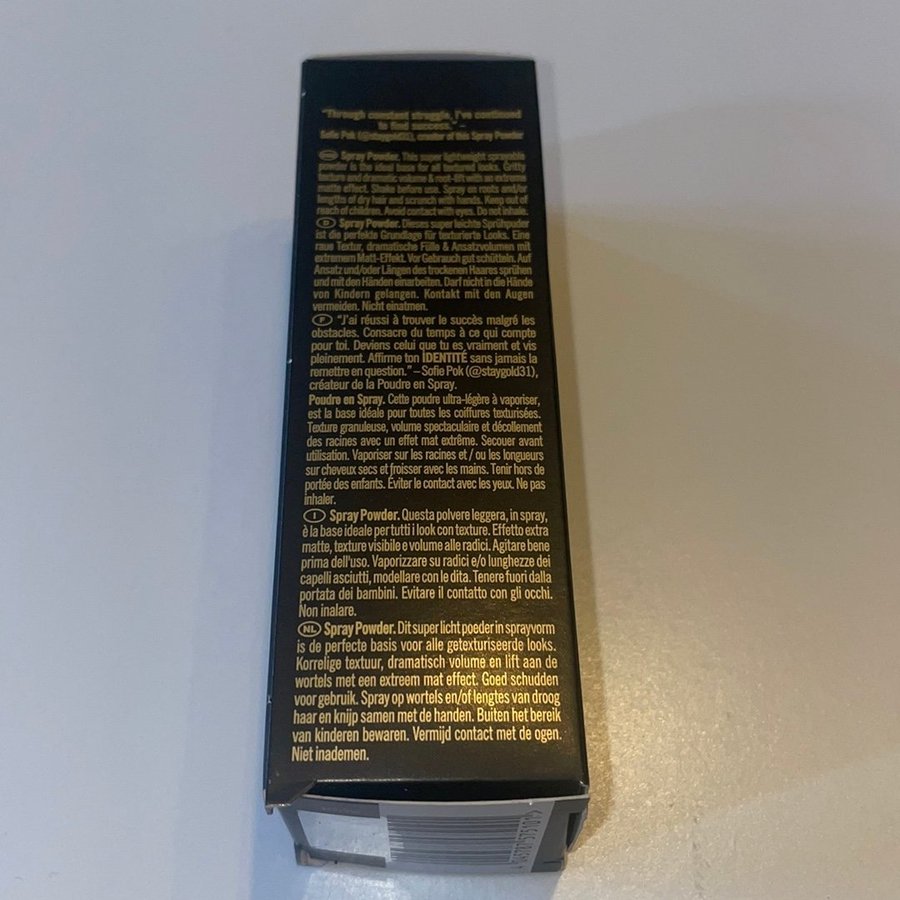 "Through constant struggle, I've continued
to find success." –
Sofie Pok (@staygold31), creator of this Spray Powder
Spray Powder. This super lightweight sprayable
powder is the ideal base for all textured looks. Gritty
texture and dramatic volume & root-lift with an extreme
matte effect. Shake before use. Spray on roots and/or
lengths of dry hair and scrunch with hands. Keep out of
reach of children. Avoid contact with eyes. Do not inhale.
D Spray Powder. Dieses super leichte Sprühpuder
ist die perfekte Grundlage für texturierte Looks. Eine
raue Textur, dramatische Fülle & Ansatzvolumen mit
extremem Matt-Effekt. Vor Gebrauch gut schütteln. Auf
Ansatz und/oder Längen des trockenen Haares sprühen
und mit den Händen einarbeiten. Darf nicht in die Hände
von Kindern gelangen. Kontakt mit den Augen
vermeiden. Nicht einatmen.
F "J'ai réussi à trouver le succès malgré les
obstacles. Consacre du temps à ce qui compte
pour toi. Deviens celui que tu es vraiment et vis
pleinement. Affirme ton IDENTITÉ sans jamais la
remettre en question." – Sofie Pok (@staygold31),
créateur de la Poudre en Spray.
Poudre en Spray. Cette poudre ultra-légère à vaporiser,
est la base idéale pour toutes les coiffures texturisées.
Texture granuleuse, volume spectaculaire et décollement
des racines avec un effet mat extrême. Secouer avant
utilisation. Vaporiser sur les racines et / ou les longueurs
sur cheveux secs et froisser avec les mains. Tenir hors de
portée des enfants. Éviter le contact avec les yeux. Ne pas
inhaler.
I Spray Powder. Questa polvere leggera, in spray,
è la base ideale per tutti i look con texture. Effetto extra
matte, texture visibile e volume alle radici. Agitare bene
prima dell'uso. Vaporizzare su radici e/o lunghezze dei
capelli asciutti, modellare con le dita. Tenere fuori dalla
portata dei bambini. Evitare il contatto con gli occhi.
Non inalare.
NL Spray Powder. Dit super licht poeder in sprayvorm
is de perfecte basis voor alle getexturiseerde looks.
Korrelige textuur, dramatisch volume en lift aan de
wortels met een extreem mat effect. Goed schudden
voor gebruik. Spray op wortels en/of lengtes van droog
haar en knijp samen met de handen. Buiten het bereik
van kinderen bewaren. Vermijd contact met de ogen.
Niet inademen.